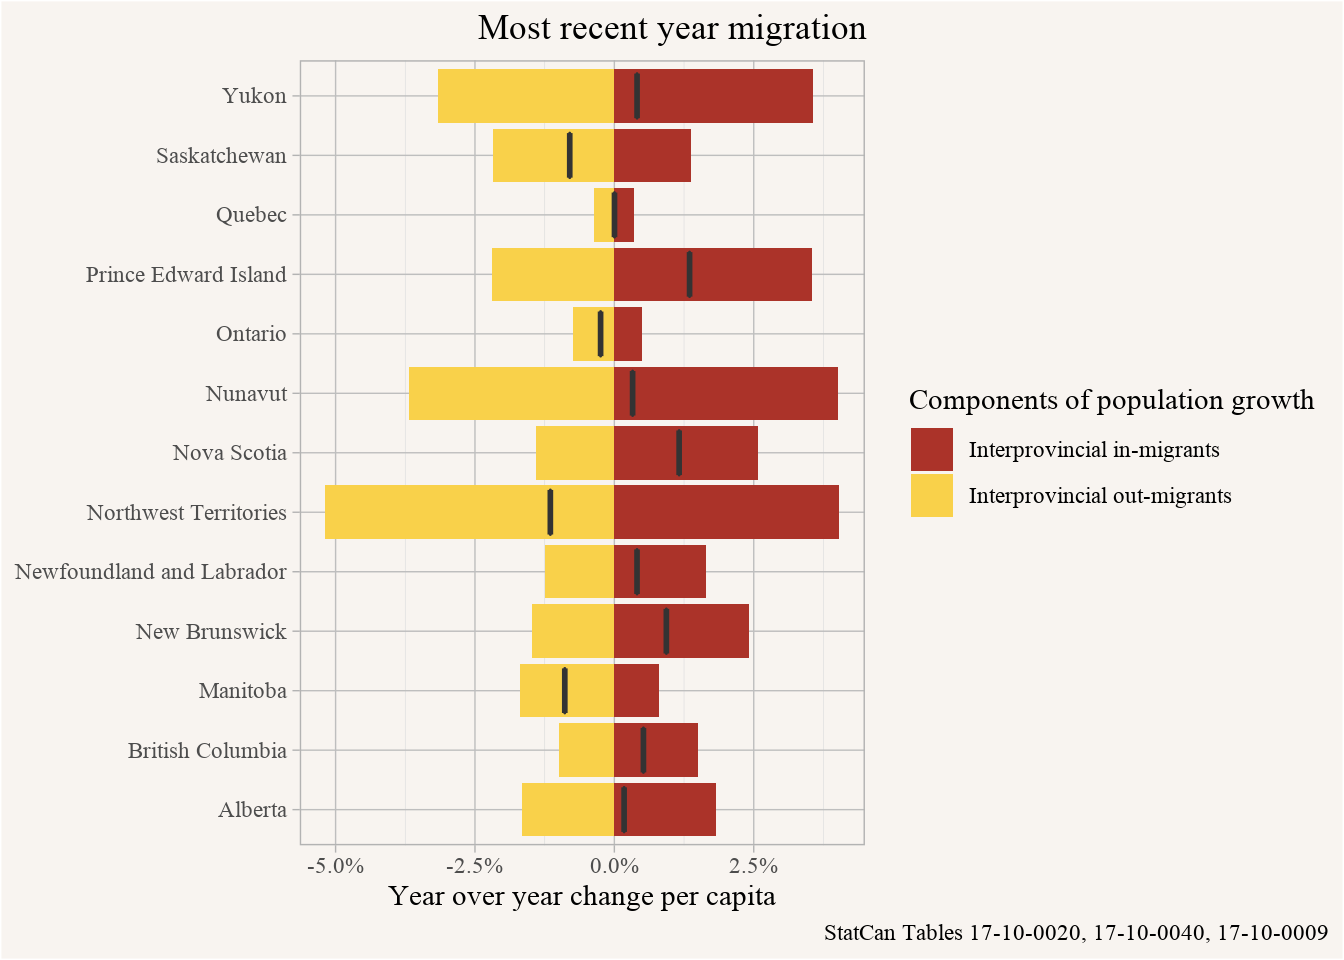 Most recent year migration
Yukon
Saskatchewan
Quebec
Prince Edward Island
Ontario
Nunavut
Nova Scotia
Northwest Territories
Newfoundland and Labrador
New Brunswick
Manitoba
British Columbia
Alberta
-5.0% -2.5% 0.0% 2.5%
Year over year change per capita
Components of population growth
Interprovincial in-migrants
Interprovincial out-migrants
StatCan Tables 17-10-0020, 17-10-0040, 17-10-0009